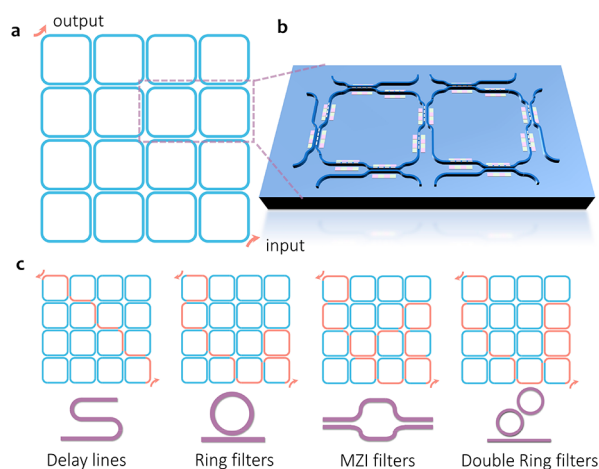 a
output
b
input
c
Delay lines
Ring filters
MZI filters
Double Ring filters